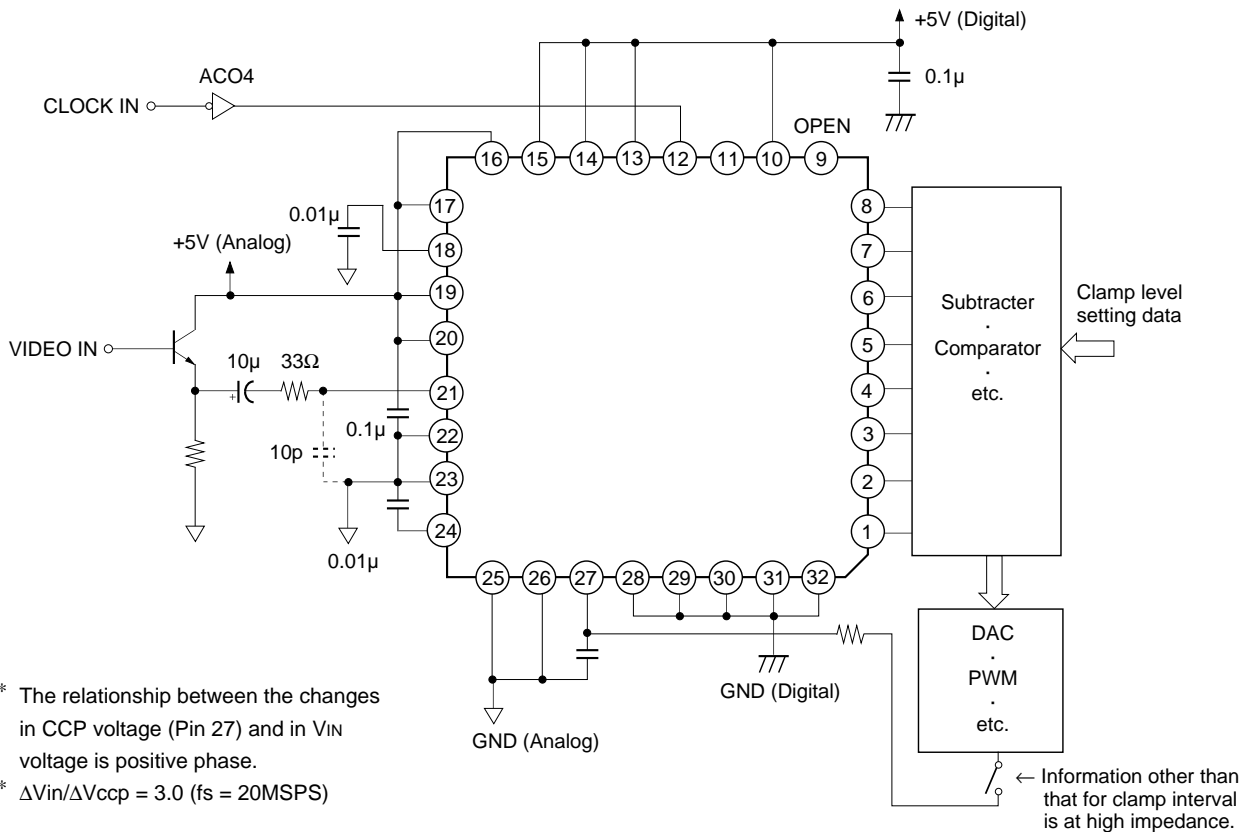 +5V (Digital)
ACO4
0.1μ
CLOCK IN
OPEN
16 15 14 13 12 11 10 9
17
8
0.01μ
18
7
+5V (Analog)
19
6
Subtracter
·
Comparator
·
etc.
Clamp level
setting data
20
5
VIDEO IN
10μ
33Ω
+
21
4
0.1μ
22
3
10p
23
2
24
1
0.01μ
25 26 27 28 29 30 31 32
DAC
·
PWM
·
etc.
GND (Digital)
GND (Analog)
* The relationship between the changes
in CCP voltage (Pin 27) and in VIN
voltage is positive phase.
* ΔVin/ΔVccp = 3.0 (fs = 20MSPS)
← Information other than
that for clamp interval
is at high impedance.